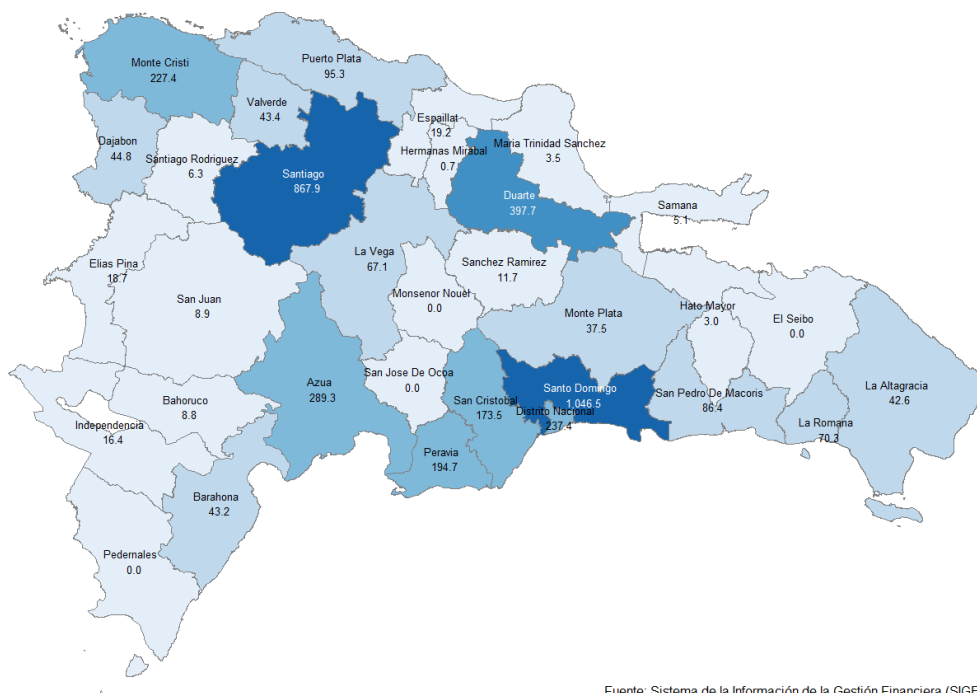 Monte Cristi
227.4
Puerto Plata
95.3
Valverde
43.4
Espaillat
19.2
Dajabon
44.8
Santiago Rodriguez
6.3
Hermanas Mirabal
0.7
Maria Trinidad Sanchez
3.5
Santiago
867.9
Duarte
397.7
Samana
5.1
Elias Pina
18.7
La Vega
67.1
Sanchez Ramirez
11.7
San Juan
8.9
Monsenor Nouel
0.0
Monte Plata
37.5
Hato Mayor
3.0
El Seibo
0.0
San Jose De Ocoa
0.0
Azua
289.3
Santo Domingo
1,046.5
La Altagracia
42.6
Bahoruco
8.8
San Cristobal
173.5
Distrito Nacional
237.4
San Pedro De Macoris
86.4
Independencia
16.4
La Romana
70.3
Peravia
194.7
Barahona
43.2
Pedernales
0.0
Fuente: Sistema de la Información de la Gestión Financiera (SIGE